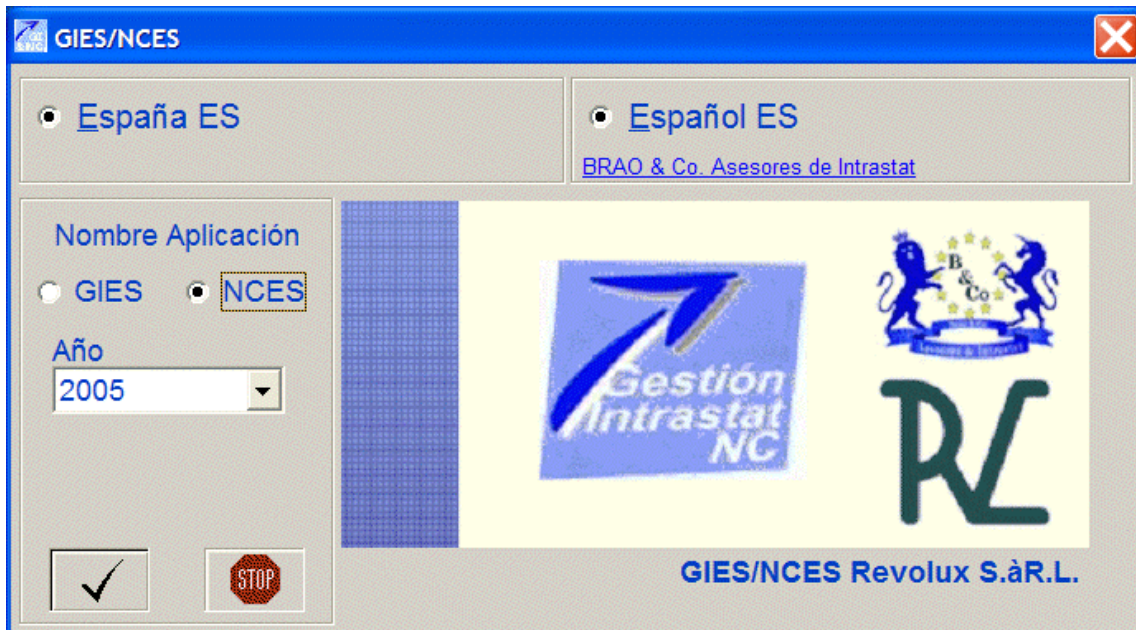 GIES/NCES
España ES
Español ES
BRAO & Co. Asesores de Intrastat
Nombre Aplicación
GIES
NCES
Año
2005
Gestión
Intrastat
NC
B
&
Co
STOP
GIES/NCES Revolux S.àR.L.